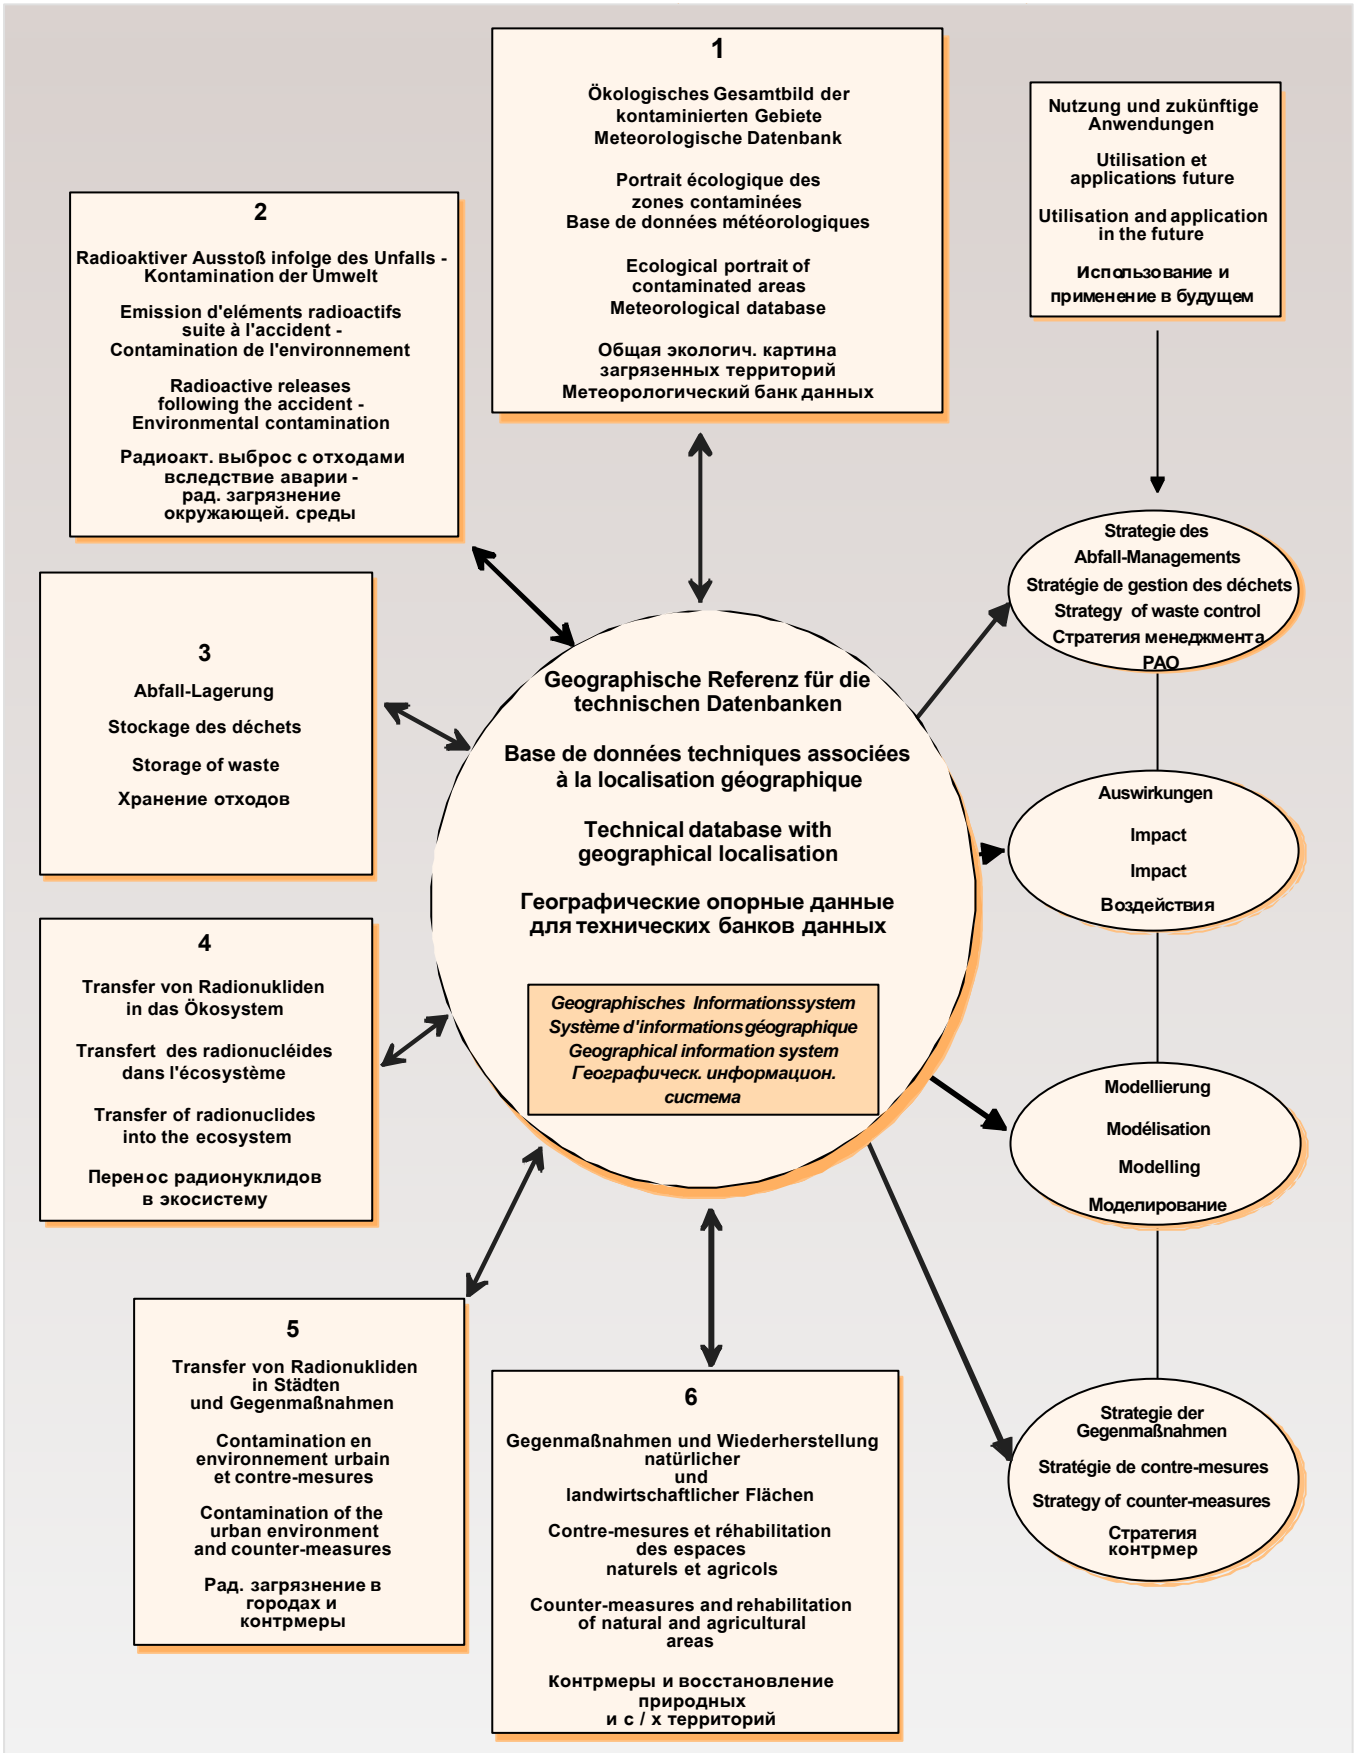 1
Ökologisches Gesamtbild der
kontaminierten Gebiete
Meteorologische Datenbank
Portrait écologique des
zones contaminées
Base de données météorologiques
Ecological portrait of
contaminated areas
Meteorological database
Общая экологич. картина
загрязенных территорий
Метеорологический банк данных
Nutzung und zukünftige
Anwendungen
Utilisation et
applications future
Utilisation and application
in the future
Использование и
применение в будущем
2
Radioaktiver Ausstoß infolge des Unfalls -
Kontamination der Umwelt
Emission d'eléments radioactifs
suite à l'accident -
Contamination de l'environnement
Radioactive releases
following the accident -
Environmental contamination
Радиоакт. выброс с отходами
вследствие аварии -
рад. загрязнение
окружающей. среды
3
Abfall-Lagerung
Stockage des déchets
Storage of waste
Хранение отходов
4
Transfer von Radionukliden
in das Ökosystem
Transfert des radionucléides
dans l'écosystème
Transfer of radionuclides
into the ecosystem
Перенос радионуклидов
в экосистему
5
Transfer von Radionukliden
in Städten
und Gegenmaßnahmen
Contamination en
environnement urbain
et contre-mesures
Contamination of the
urban environment
and counter-measures
Рад. загрязнение в
городах и
контрмеры
6
Gegenmaßnahmen und Wiederherstellung
natürlicher
und
landwirtschaftlicher Flächen
Contre-mesures et réhabilitation
des espaces
naturels et agricols
Counter-measures and rehabilitation
of natural and agricultural
areas
Контрмеры и восстановление
природных
и с / х территорий
Geographische Referenz für die
technischen Datenbanken
Base de données techniques associées
à la localisation géographique
Technical database with
geographical localisation
Географические опорные данные
для технических банков данных
Geographisches Informationssystem
Système d'informations géographique
Geographical information system
Географическ. информацион.
система
Strategie des
Abfall-Managements
Stratégie de gestion des déchets
Strategy of waste control
Стратегия менеджмента
РАО
Auswirkungen
Impact
Impact
Воздействия
Modellierung
Modélisation
Modelling
Моделирование
Strategie der
Gegenmaßnahmen
Stratégie de contre-mesures
Strategy of counter-measures
Стратегия
контрмер